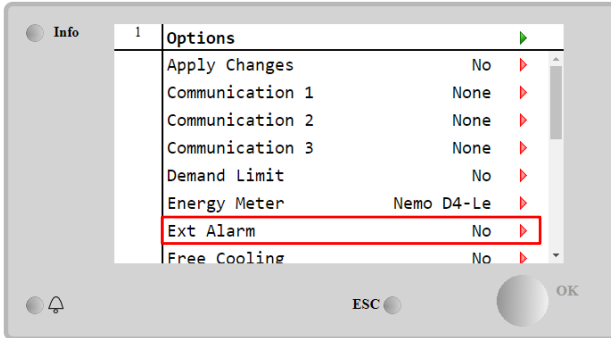 Info
1 Options
Apply Changes No
Communication 1 None
Communication 2 None
Communication 3 None
Demand Limit No
Energy Meter Nemo D4-Le
Ext Alarm No
Free Cooling No
ESC
OK